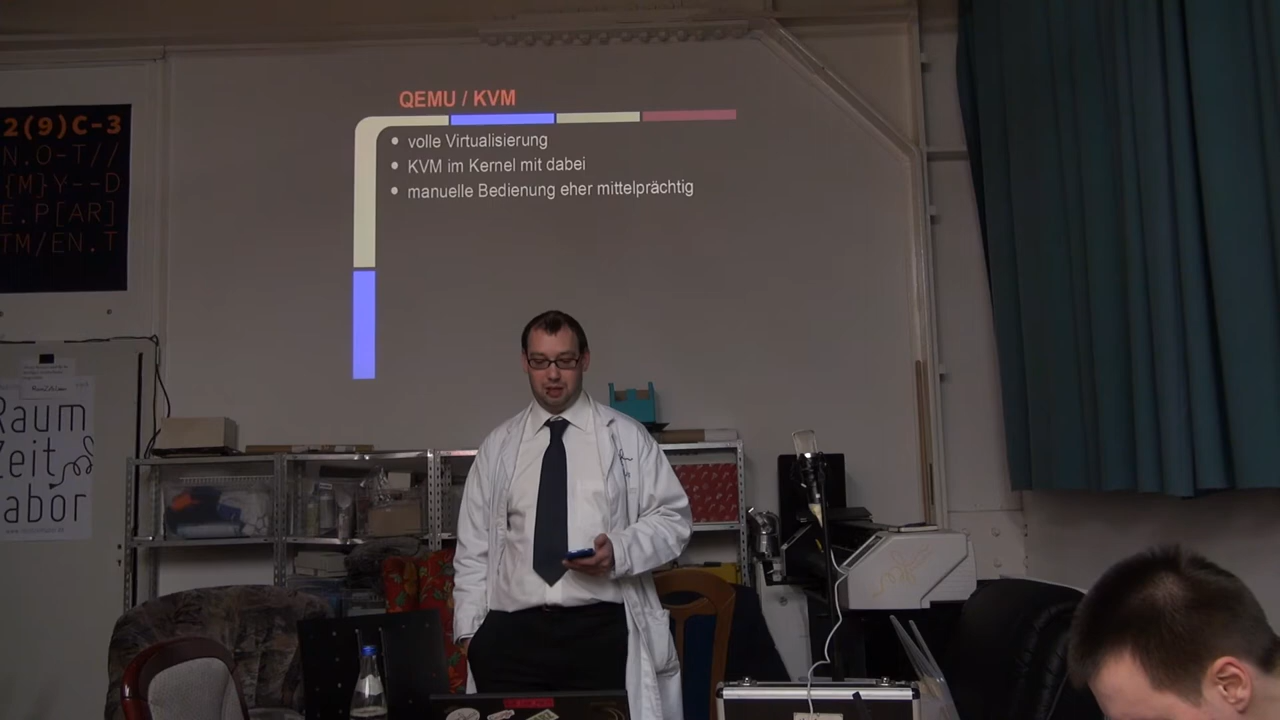 QEMU / KVM
volle Virtualisierung
KVM im Kernel mit dabei
manuelle Bedienung eher mittelprächtig
2(9)C-3
N.O-T//
{M}Y--D
E.P[AR]
TM/EN.T
Raum
Zeit
Labor